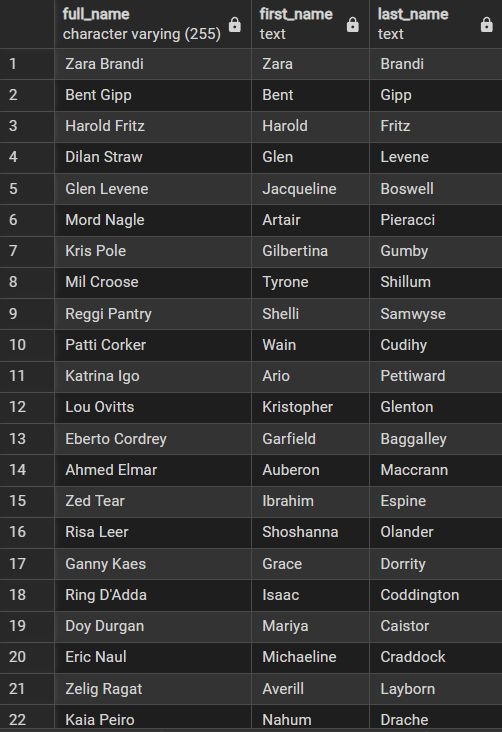 full_name first_name last_name
character varying (255) text text
1 Zara Brandi Zara Brandi
2 Bent Gipp Bent Gipp
3 Harold Fritz Harold Fritz
4 Dilan Straw Glen Levene
5 Glen Levene Jacqueline Boswell
6 Mord Nagle Artair Pieracci
7 Kris Pole Gilbertina Gumby
8 Mil Croose Tyrone Shillum
9 Reggi Pantry Shelli Samwyse
10 Patti Corker Wain Cudihy
11 Katrina Igo Ario Pettiward
12 Lou Ovitts Kristopher Glenton
13 Eberto Cordrey Garfield Baggalley
14 Ahmed Elmar Auberon Maccrann
15 Zed Tear Ibrahim Espine
16 Risa Leer Shoshanna Olander
17 Ganny Kaes Grace Dorrity
18 Ring D'Adda Isaac Coddington
19 Doy Durgan Mariya Caistor
20 Eric Naul Michaeline Craddock
21 Zelig Ragat Averill Layborn
22 Kaia Peiro Nahum Drache